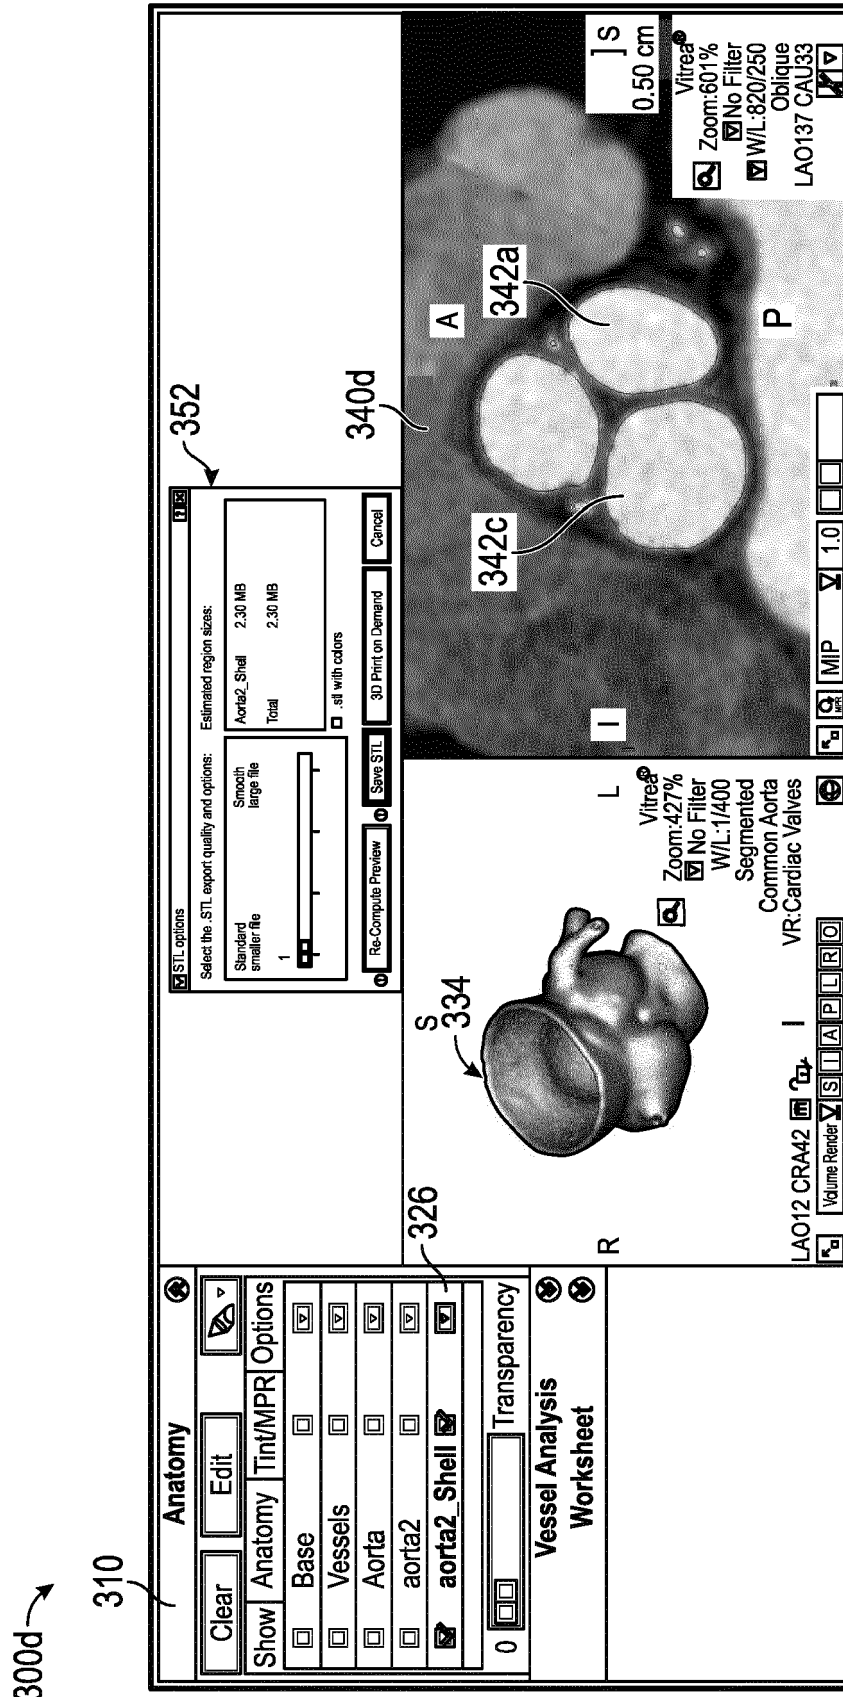 300d
310
Anatomy
Clear
Edit
Show
Anatomy
Tint/MPR
Options
Base
Vessels
Aorta
aorta2
aorta2_Shell
326
0
Transparency
Vessel Analysis
Worksheet
352
STL options
? X
Select the .STL export quality and options:
Estimated region sizes:
Standard
smaller file
Smooth
large file
1
Aorta2_Shell 2.30 MB
Total 2.30 MB
.stl with colors
Re-Compute Preview
Save STL
3D Print on Demand
Cancel
S
334
R
L
I
Vitrea®
Zoom:427%
No Filter
W/L:1/400
Segmented
Common Aorta
VR:Cardiac Valves
LAO12 CRA42
Volume Render
S I A P L R O
340d
A
342a
342c
I
P
S
0.50 cm
Vitrea®
Zoom:601%
No Filter
W/L:820/250
Oblique
LAO137 CAU33
MPR
MIP
1.0